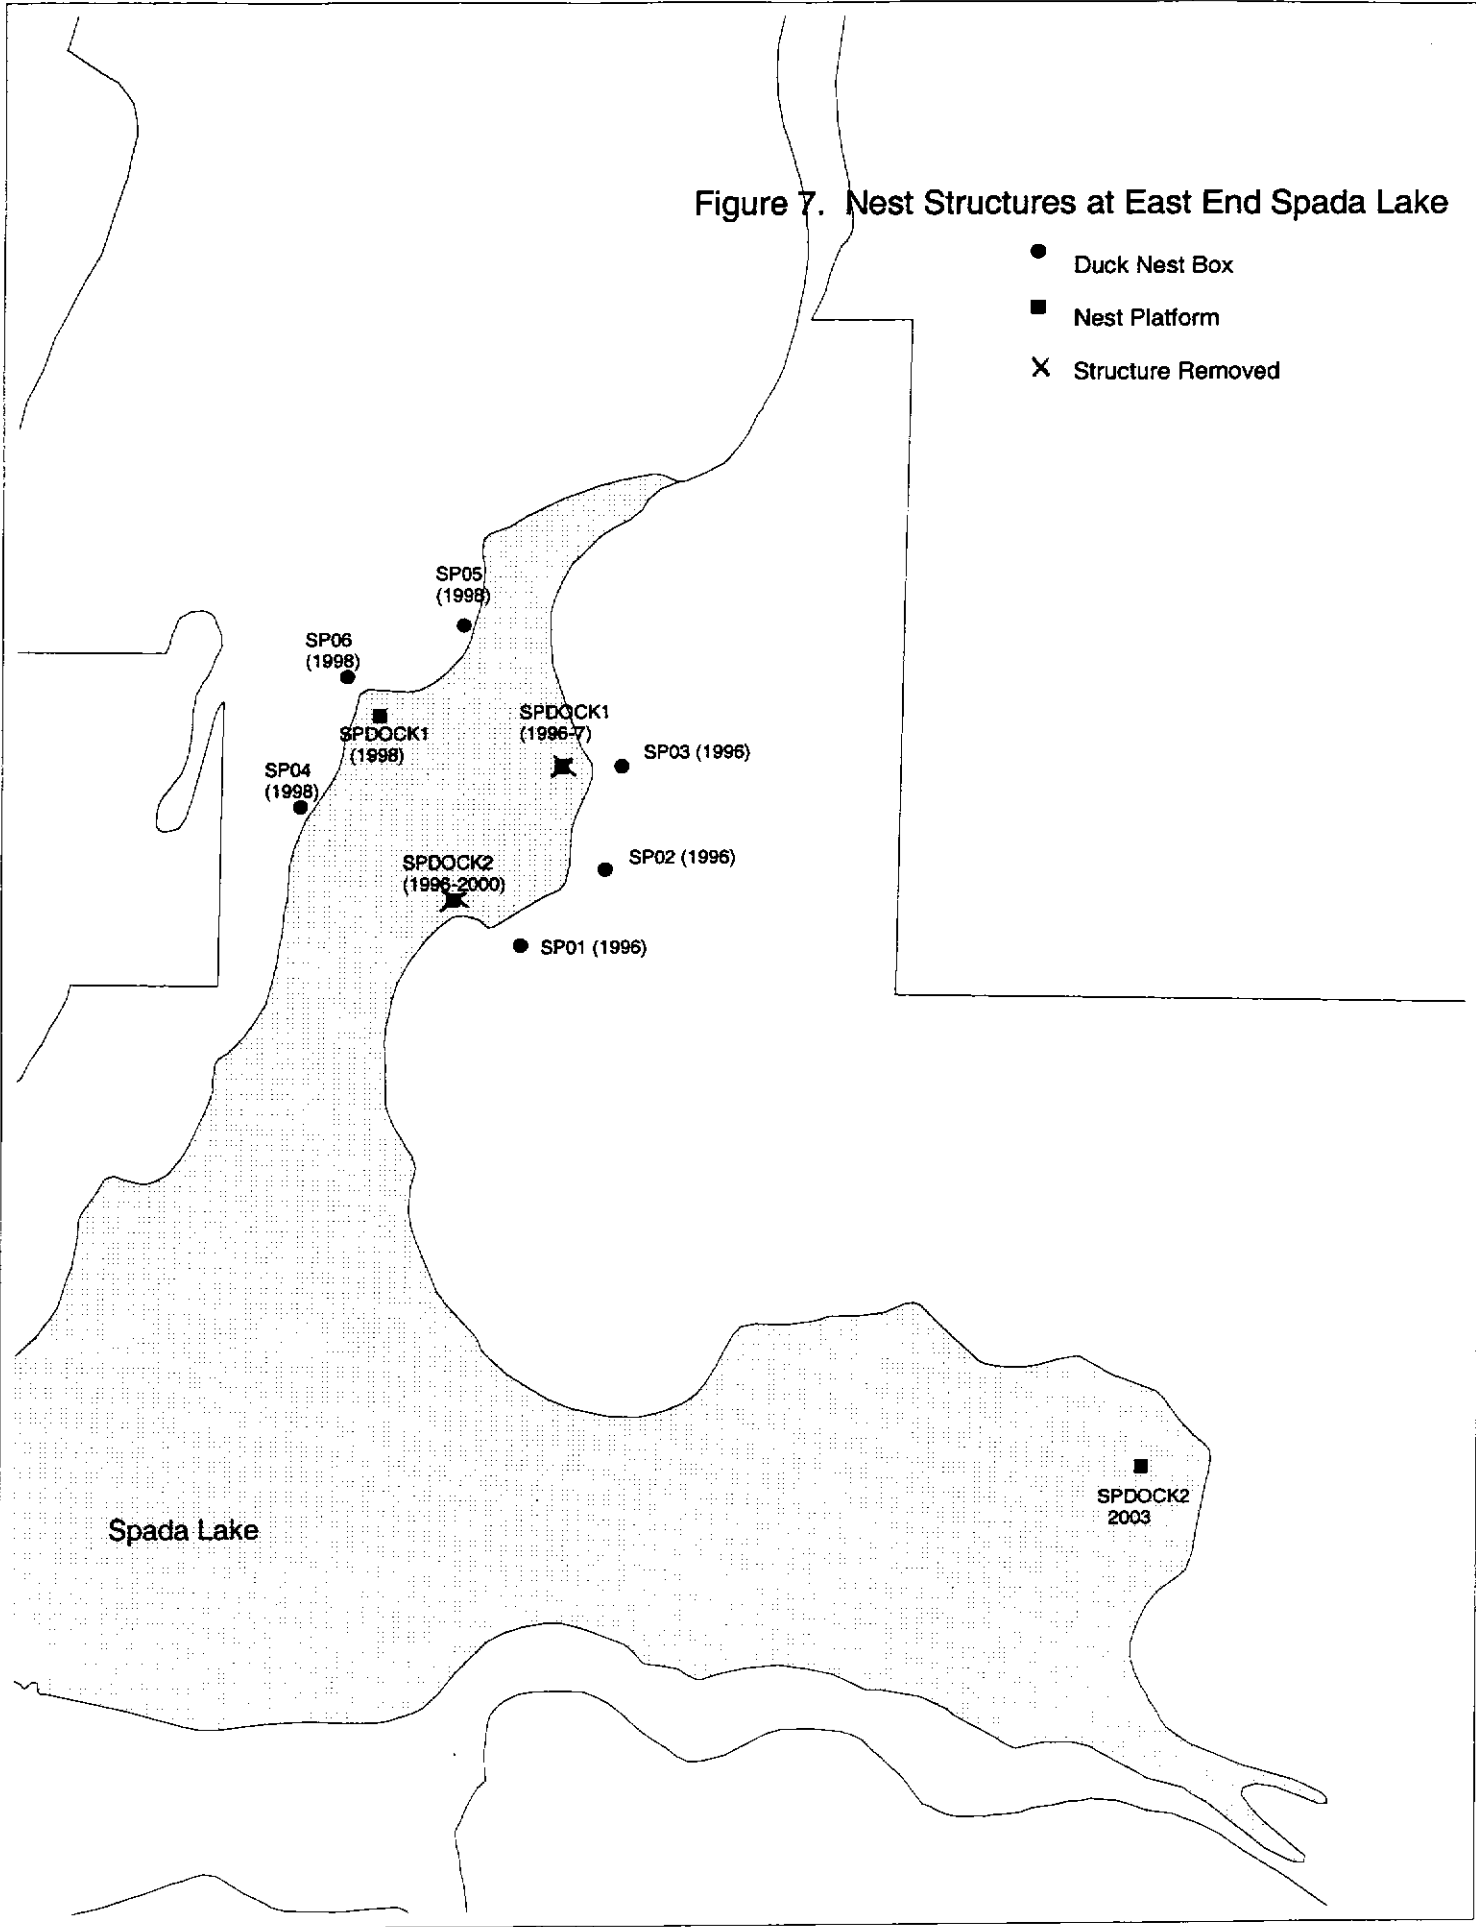 Figure 7. Nest Structures at East End Spada Lake
Duck Nest Box
Nest Platform
Structure Removed
SP05
(1998)
SP06
(1998)
SPDOCK1
(1998)
SPDOCK1
(1996-7)
SP03 (1996)
SP04
(1998)
SPDOCK2
(1996-2000)
SP02 (1996)
SP01 (1996)
SPDOCK2
2003
Spada Lake